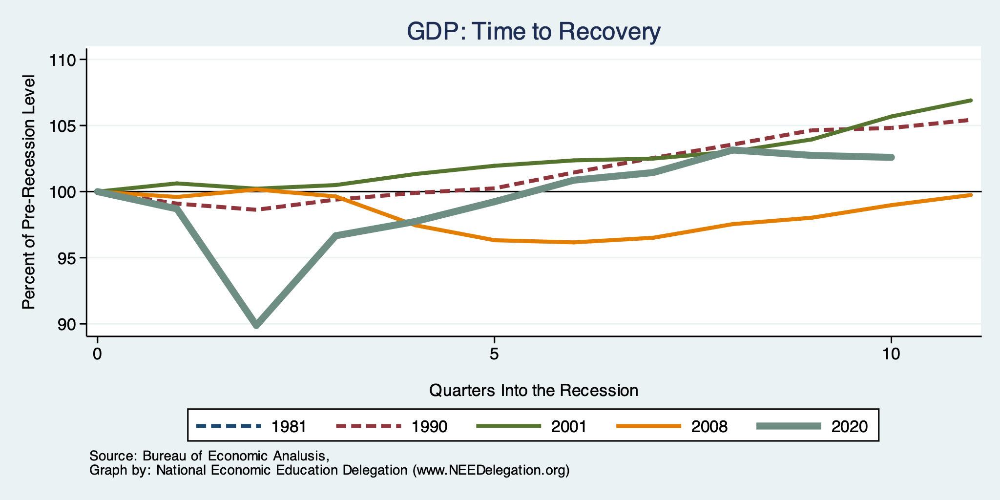 GDP: Time to Recovery
Percent of Pre-Recession Level
110
105
100
95
90
0
5
10
Quarters Into the Recession
1981
1990
2001
2008
2020
Source: Bureau of Economic Analusis,
Graph by: National Economic Education Delegation (www.NEEDelegation.org)